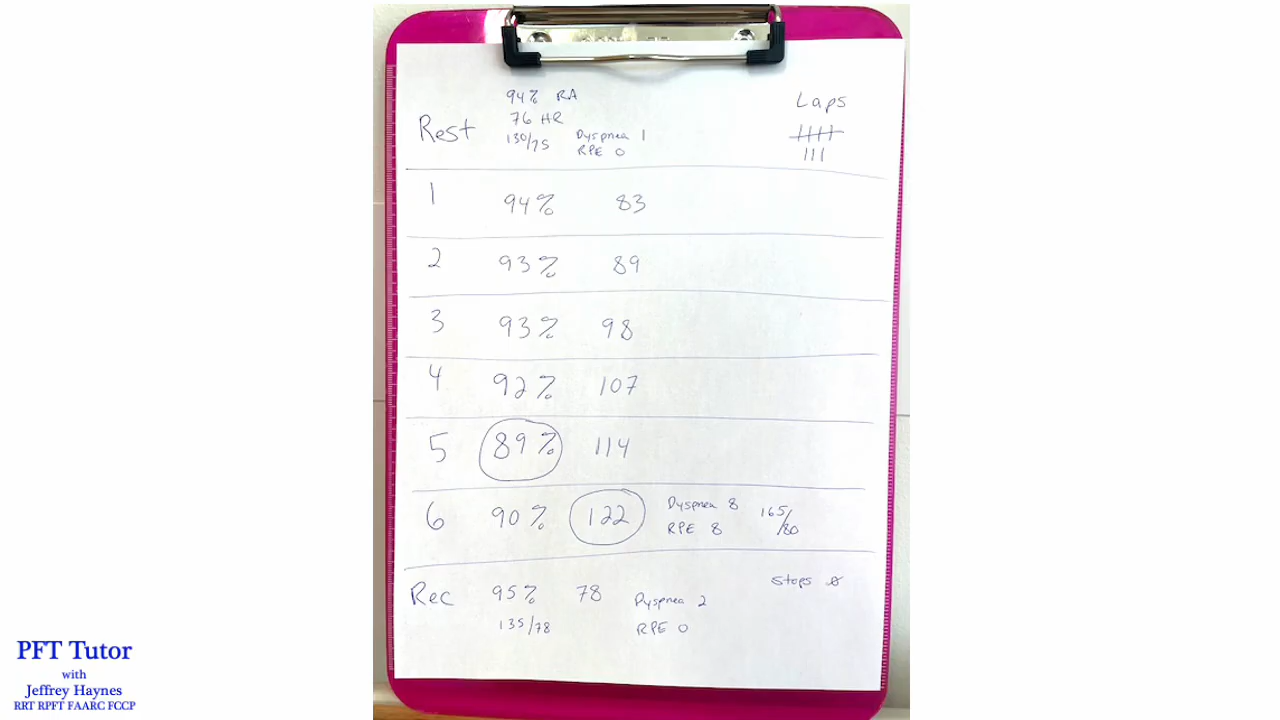 94% RA
Laps
76 HR
Rest
130/75 Dyspnea 1
RPE 0
1 94% 83
2 93% 89
3 93% 98
4 92% 107
5 89% 114
6 90% 122 Dyspnea 8 165/80
RPE 8
Stops 0
Rec 95% 78 Dyspnea 2
135/78 RPE 0
PFT Tutor
with
Jeffrey Haynes
RRT RPFT FAARC FCCP